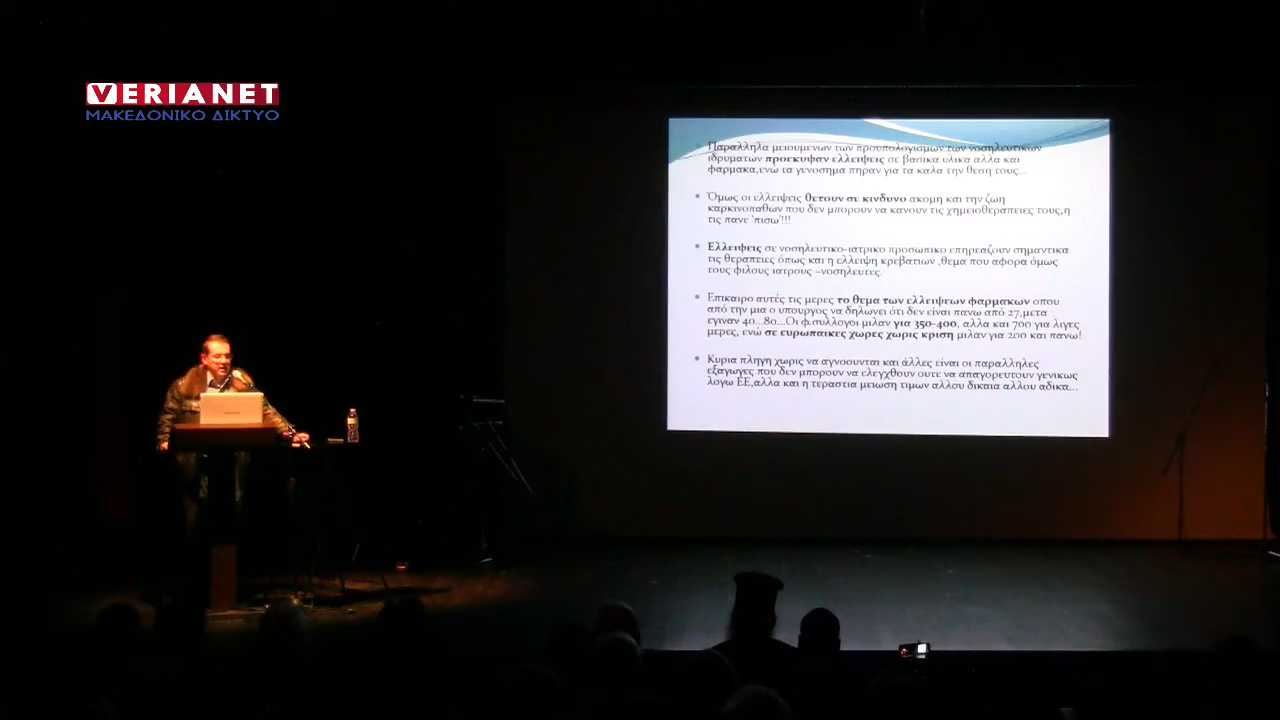 VERIANET
ΜΑΚΕΔΟΝΙΚΟ ΔΙΚΤΥΟ
Παραλληλα μειουμενων των προυπολογισμων των νοσηλευτικων
ιδρυματων προεκυψαν ελλειψεις σε βασικα υλικα αλλα και
φαρμακα,ενω τα γενοσημα πηραν για τα καλα την θεση τους...
• Όμως οι ελλειψεις θετουν σε κινδυνο ακομη και την ζωη
καρκινοπαθων που δεν μπορουν να κανουν τις χημειοθεραπειες τους,η
τις πανε 'πισω'!!!
• Ελλειψεις σε νοσηλευτικο-ιατρικο προσωπικο επηρεαζουν σημαντικα
τις θεραπειες όπως και η ελλειψη κρεβατιων ,θεμα που αφορα όμως
τους φιλους ιατρους –νοσηλευτες.
• Επικαιρο αυτές τις μερες το θεμα των ελλειψεων φαρμακων οπου
από την μια ο υπουργος να δηλωνει ότι δεν είναι πανω από 27,μετα
εγιναν 40...80...Οι φ.συλλογοι μιλαν για 350-400, αλλα και 700 για λιγες
μερες, ενώ σε ευρωπαικες χωρες χωρις κριση μιλαν για 200 και πανω!
• Κυρια πληγη χωρις να αγνοουνται και άλλες είναι οι παραλληλες
εξαγωγες που δεν μπορουν να ελεγχθουν ουτε να απαγορευτουν γενικως
λογω ΕΕ,αλλα και η τεραστια μειωση τιμων αλλου δικαια αλλου αδικα...